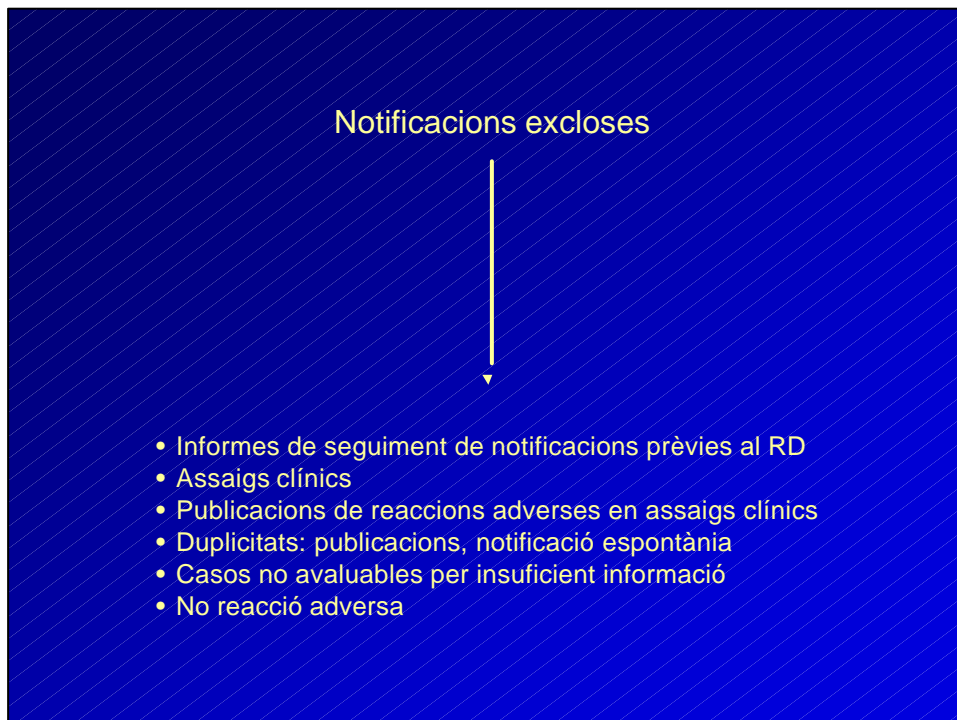 Notificacions excloses
• Informes de seguiment de notificacions prèvies al RD
• Assaigs clínics
• Publicacions de reaccions adverses en assaigs clínics
• Duplicitats: publicacions, notificació espontània
• Casos no avaluables per insuficient informació
• No reacció adversa